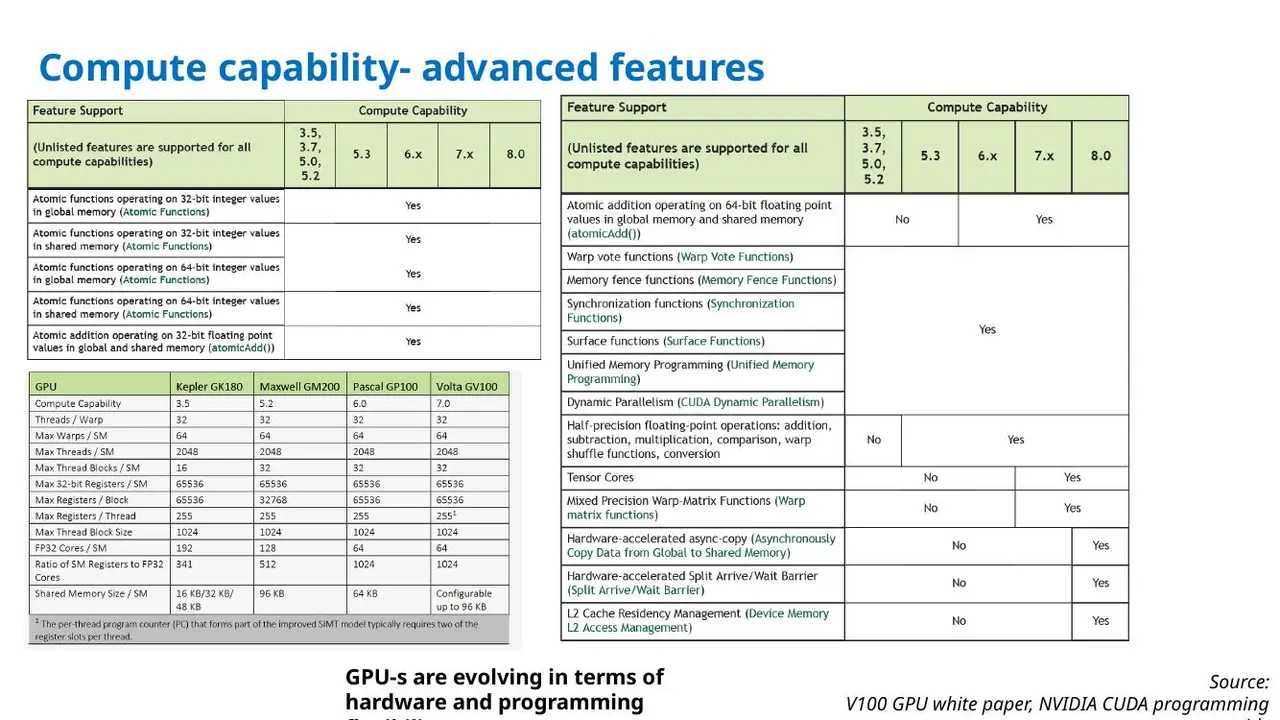 Compute capability- advanced features
Feature Support Compute Capability
(Unlisted features are supported for all
compute capabilities)
3.5,
3.7,
5.0,
5.2
5.3 6.x 7.x 8.0
Atomic functions operating on 32-bit integer values
in global memory (Atomic Functions)
Yes
Atomic functions operating on 32-bit integer values
in shared memory (Atomic Functions)
Yes
Atomic functions operating on 64-bit integer values
in global memory (Atomic Functions)
Yes
Atomic functions operating on 64-bit integer values
in shared memory (Atomic Functions)
Yes
Atomic addition operating on 32-bit floating point
values in global and shared memory (atomicAdd())
Yes
GPU Kepler GK180 Maxwell GM200 Pascal GP100 Volta GV100
Compute Capability 3.5 5.2 6.0 7.0
Threads / Warp 32 32 32 32
Max Warps / SM 64 64 64 64
Max Threads / SM 2048 2048 2048 2048
Max Thread Blocks / SM 16 32 32 32
Max 32-bit Registers / SM 65536 65536 65536 65536
Max Registers / Block 65536 32768 65536 65536
Max Registers / Thread 255 255 255 255¹
Max Thread Block Size 1024 1024 1024 1024
FP32 Cores / SM 192 128 64 64
Ratio of SM Registers to FP32 341 512 1024 1024
Cores
Shared Memory Size / SM 16 KB/32 KB/ 96 KB 64 KB Configurable
48 KB up to 96 KB
¹ The per-thread program counter (PC) that forms part of the improved SIMT model typically requires two of the
register slots per thread.
Feature Support Compute Capability
(Unlisted features are supported for all
compute capabilities)
3.5,
3.7,
5.0,
5.2
5.3 6.x 7.x 8.0
Atomic addition operating on 64-bit floating point
values in global memory and shared memory
(atomicAdd())
No Yes
Warp vote functions (Warp Vote Functions)
Memory fence functions (Memory Fence Functions)
Synchronization functions (Synchronization
Functions)
Surface functions (Surface Functions)
Unified Memory Programming (Unified Memory
Programming)
Dynamic Parallelism (CUDA Dynamic Parallelism)
Yes
Half-precision floating-point operations: addition,
subtraction, multiplication, comparison, warp
shuffle functions, conversion
No Yes
Tensor Cores No Yes
Mixed Precision Warp-Matrix Functions (Warp
matrix functions)
No Yes
Hardware-accelerated async-copy (Asynchronously
Copy Data from Global to Shared Memory)
No Yes
Hardware-accelerated Split Arrive/Wait Barrier
(Split Arrive/Wait Barrier)
No Yes
L2 Cache Residency Management (Device Memory
L2 Access Management)
No Yes
GPU-s are evolving in terms of
hardware and programming
Source:
V100 GPU white paper, NVIDIA CUDA programming